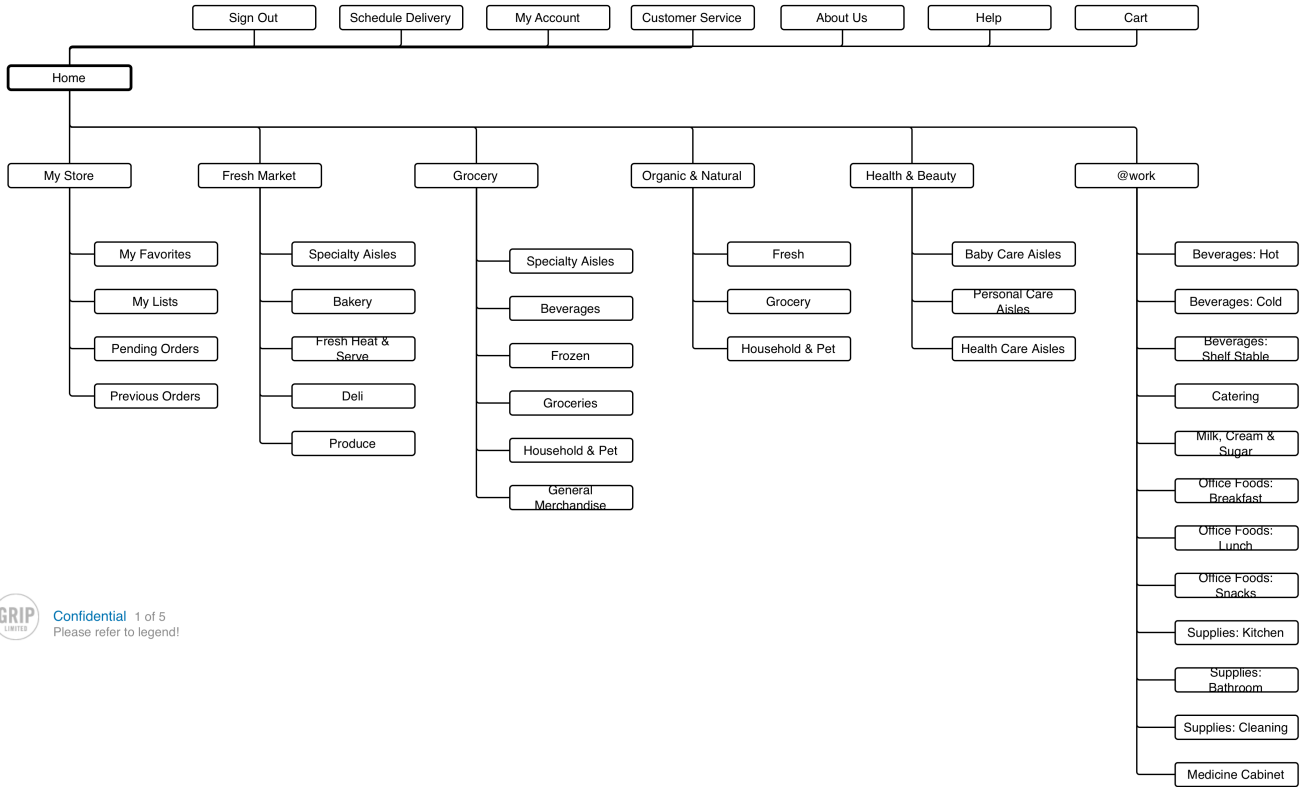 Sign Out
Schedule Delivery
My Account
Customer Service
About Us
Help
Cart
Home
My Store
Fresh Market
Grocery
Organic & Natural
Health & Beauty
@work
My Favorites
My Lists
Pending Orders
Previous Orders
Specialty Aisles
Bakery
Fresh Heat &
Serve
Deli
Produce
Specialty Aisles
Beverages
Frozen
Groceries
Household & Pet
General
Merchandise
Fresh
Grocery
Household & Pet
Baby Care Aisles
Personal Care
Aisles
Health Care Aisles
Beverages: Hot
Beverages: Cold
Beverages:
Shelf Stable
Catering
Milk, Cream &
Sugar
Office Foods:
Breakfast
Office Foods:
Lunch
Office Foods:
Snacks
Supplies: Kitchen
Supplies:
Bathroom
Supplies: Cleaning
Medicine Cabinet
GRIP
LIMITED
Confidential 1 of 5
Please refer to legend!